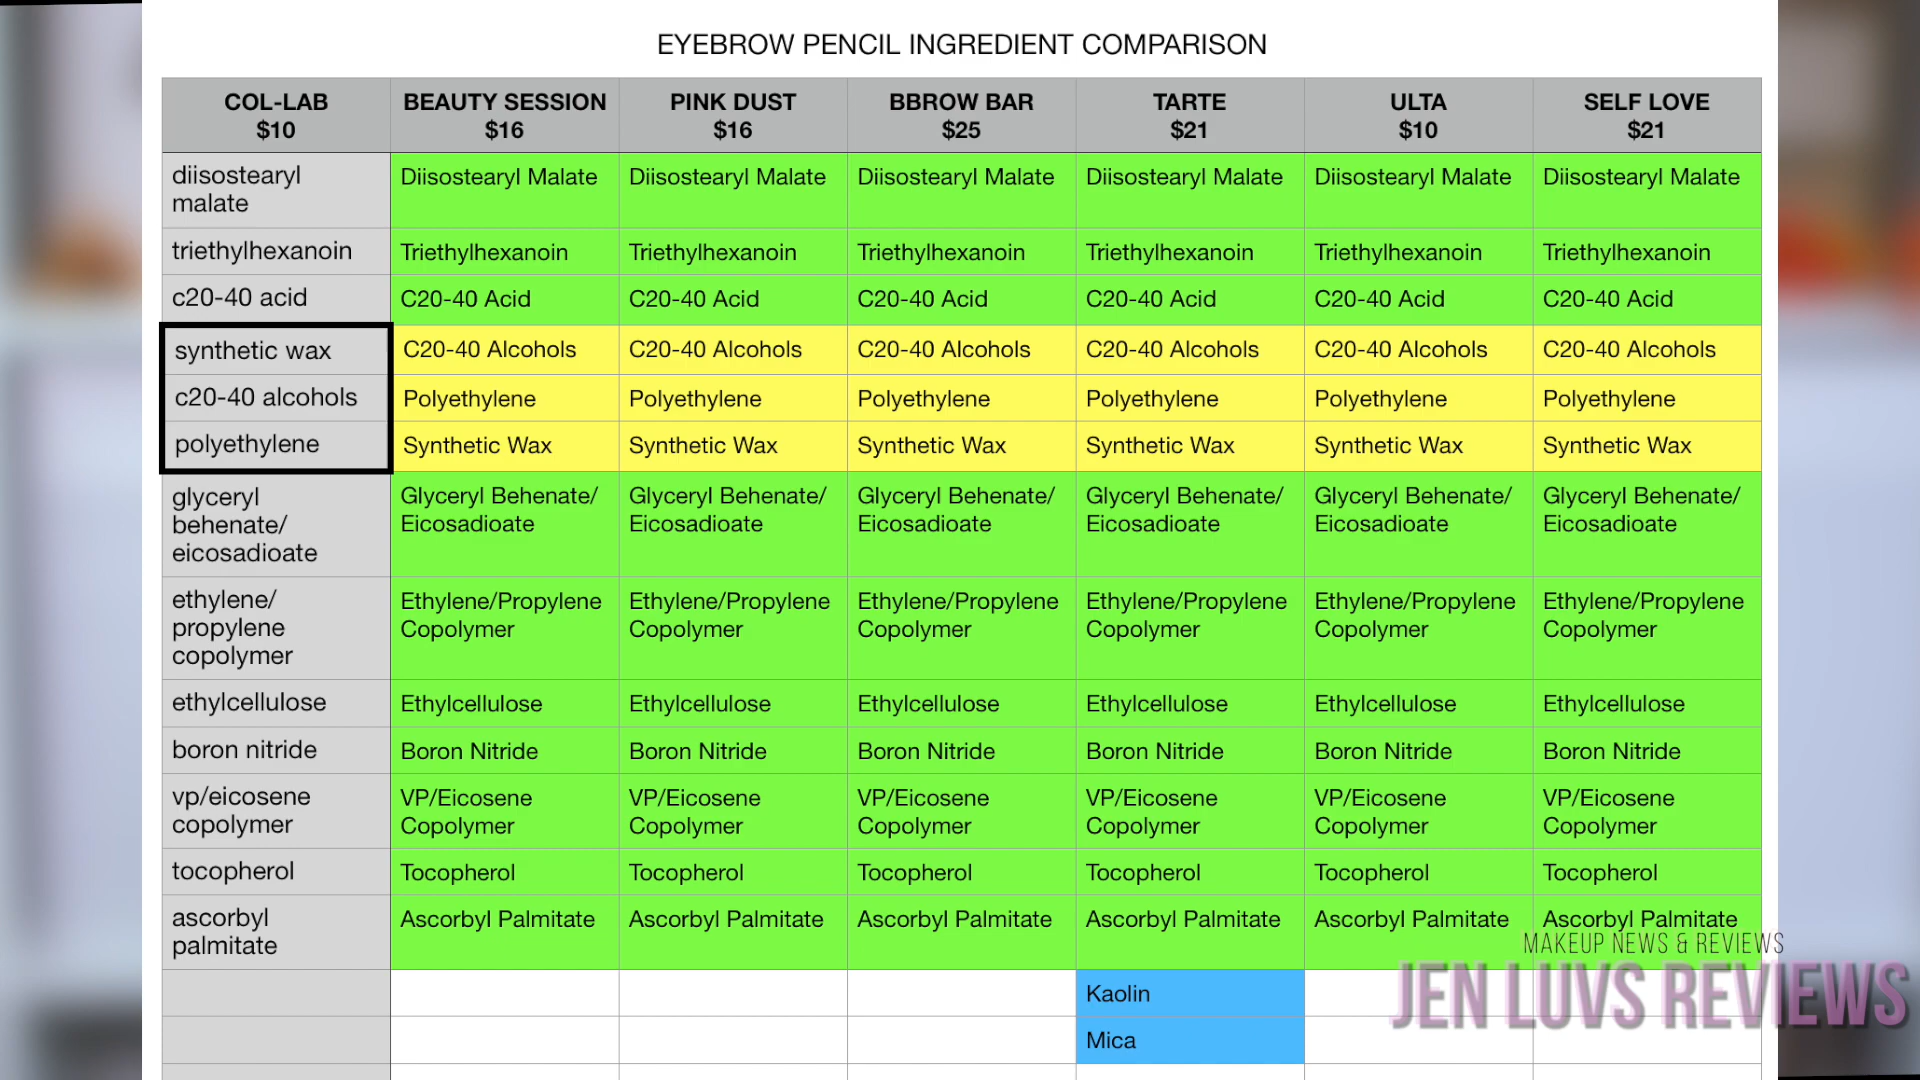 EYEBROW PENCIL INGREDIENT COMPARISON
COL-LAB BEAUTY SESSION PINK DUST BBROW BAR TARTE ULTA SELF LOVE
$10 $16 $16 $25 $21 $10 $21
diisostearyl Diisostearyl Malate Diisostearyl Malate Diisostearyl Malate Diisostearyl Malate Diisostearyl Malate Diisostearyl Malate
malate
triethylhexanoin Triethylhexanoin Triethylhexanoin Triethylhexanoin Triethylhexanoin Triethylhexanoin Triethylhexanoin
c20-40 acid C20-40 Acid C20-40 Acid C20-40 Acid C20-40 Acid C20-40 Acid C20-40 Acid
synthetic wax C20-40 Alcohols C20-40 Alcohols C20-40 Alcohols C20-40 Alcohols C20-40 Alcohols C20-40 Alcohols
c20-40 alcohols Polyethylene Polyethylene Polyethylene Polyethylene Polyethylene Polyethylene
polyethylene Synthetic Wax Synthetic Wax Synthetic Wax Synthetic Wax Synthetic Wax Synthetic Wax
glyceryl Glyceryl Behenate/ Glyceryl Behenate/ Glyceryl Behenate/ Glyceryl Behenate/ Glyceryl Behenate/ Glyceryl Behenate/
behenate/ Eicosadioate Eicosadioate Eicosadioate Eicosadioate Eicosadioate Eicosadioate
eicosadioate
ethylene/ Ethylene/Propylene Ethylene/Propylene Ethylene/Propylene Ethylene/Propylene Ethylene/Propylene Ethylene/Propylene
propylene Copolymer Copolymer Copolymer Copolymer Copolymer Copolymer
copolymer
ethylcellulose Ethylcellulose Ethylcellulose Ethylcellulose Ethylcellulose Ethylcellulose Ethylcellulose
boron nitride Boron Nitride Boron Nitride Boron Nitride Boron Nitride Boron Nitride Boron Nitride
vp/eicosene VP/Eicosene VP/Eicosene VP/Eicosene VP/Eicosene VP/Eicosene VP/Eicosene
copolymer Copolymer Copolymer Copolymer Copolymer Copolymer Copolymer
tocopherol Tocopherol Tocopherol Tocopherol Tocopherol Tocopherol Tocopherol
ascorbyl Ascorbyl Palmitate Ascorbyl Palmitate Ascorbyl Palmitate Ascorbyl Palmitate Ascorbyl Palmitate Ascorbyl Palmitate
palmitate
MAKEUP NEWS & REVIEWS
JEN LUVS REVIEWS
Kaolin
Mica